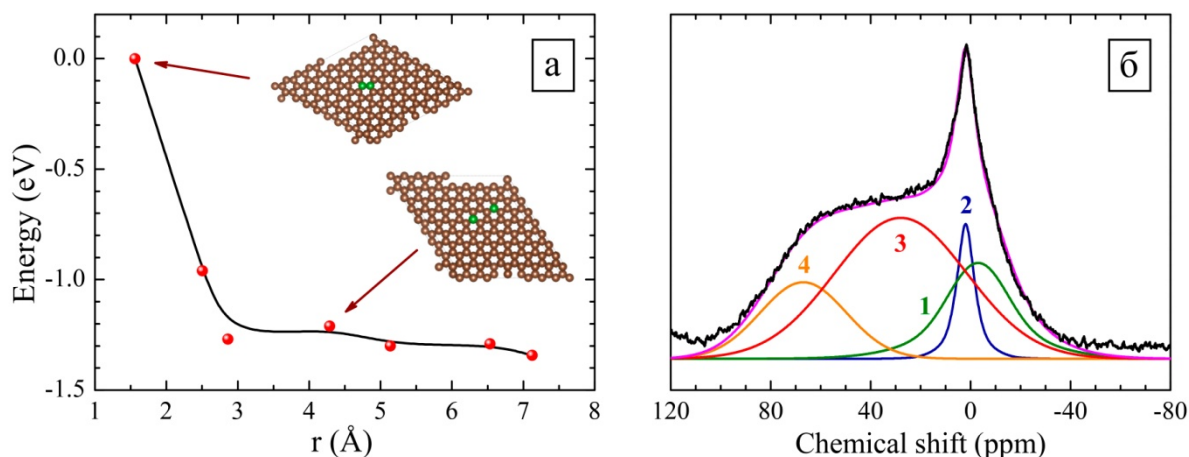 а
0.0
-0.5
-1.0
-1.5
Energy (eV)
1 2 3 4 5 6 7 8
r (Å)
б
2
3
4
1
120 80 40 0 -40 -80
Chemical shift (ppm)